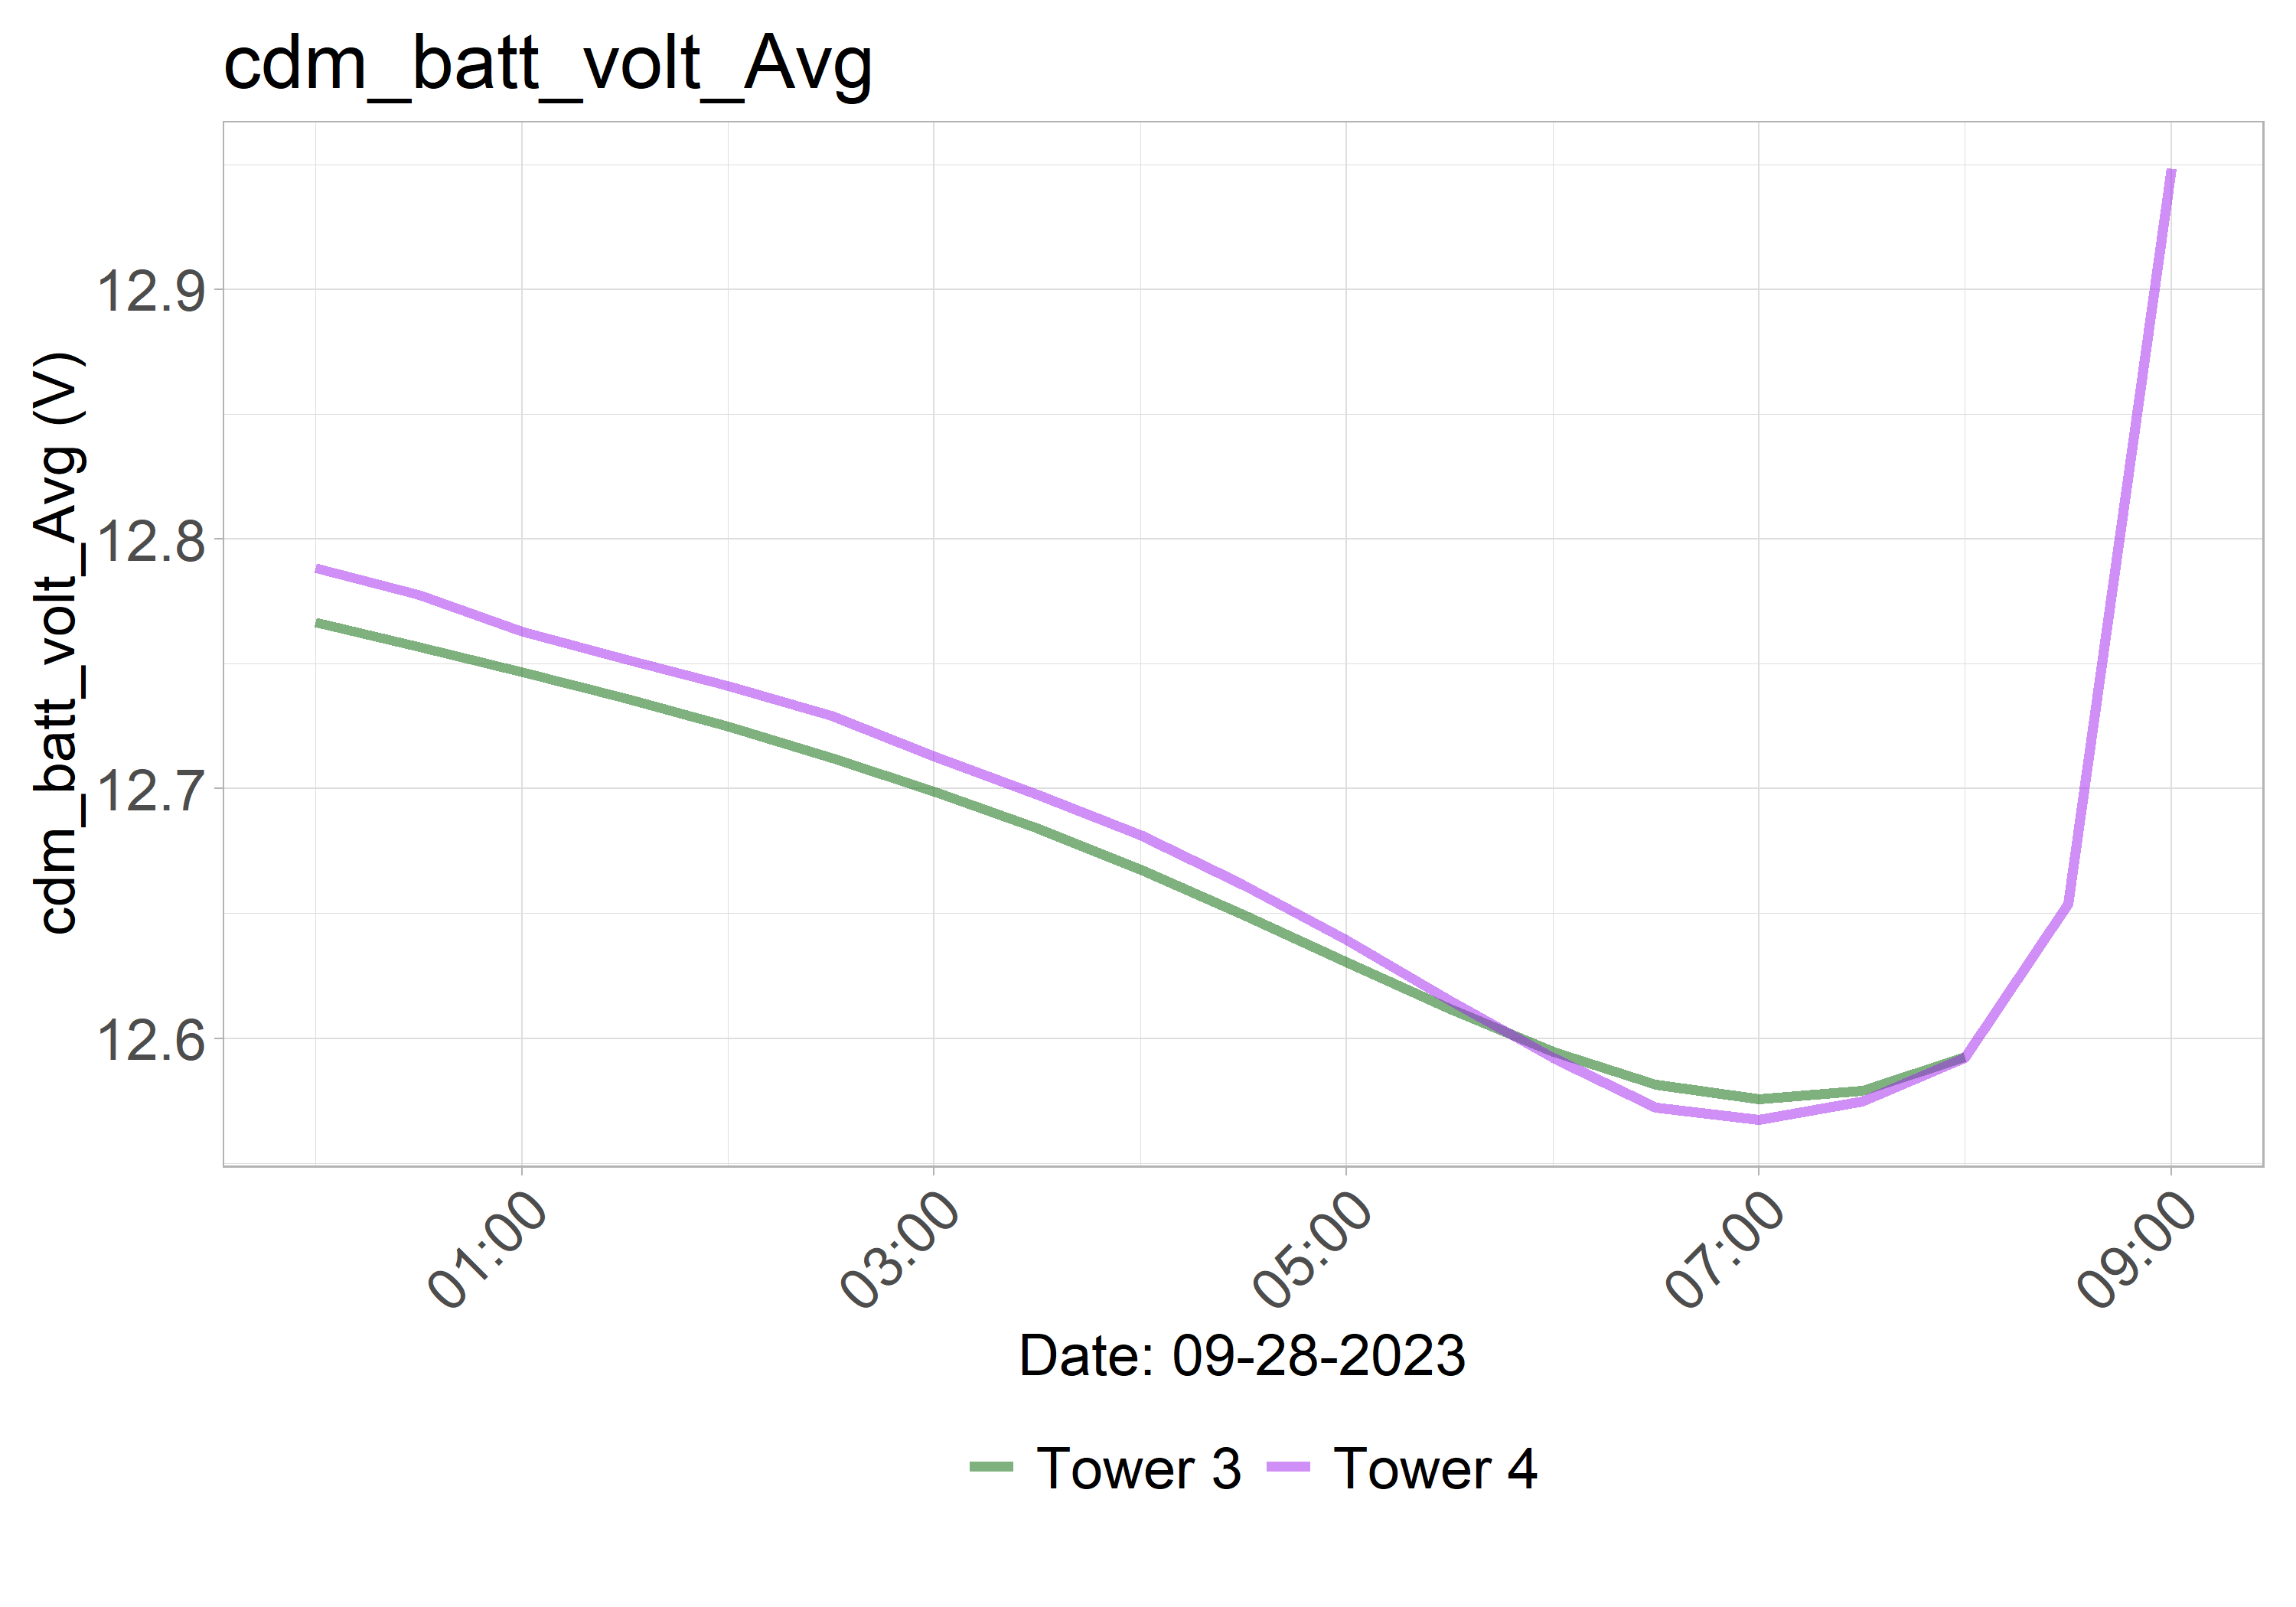 cdm_batt_volt_Avg
cdm_batt_volt_Avg (V)
12.9
12.8
12.7
12.6
01:00
03:00
05:00
07:00
09:00
Date: 09-28-2023
Tower 3
Tower 4